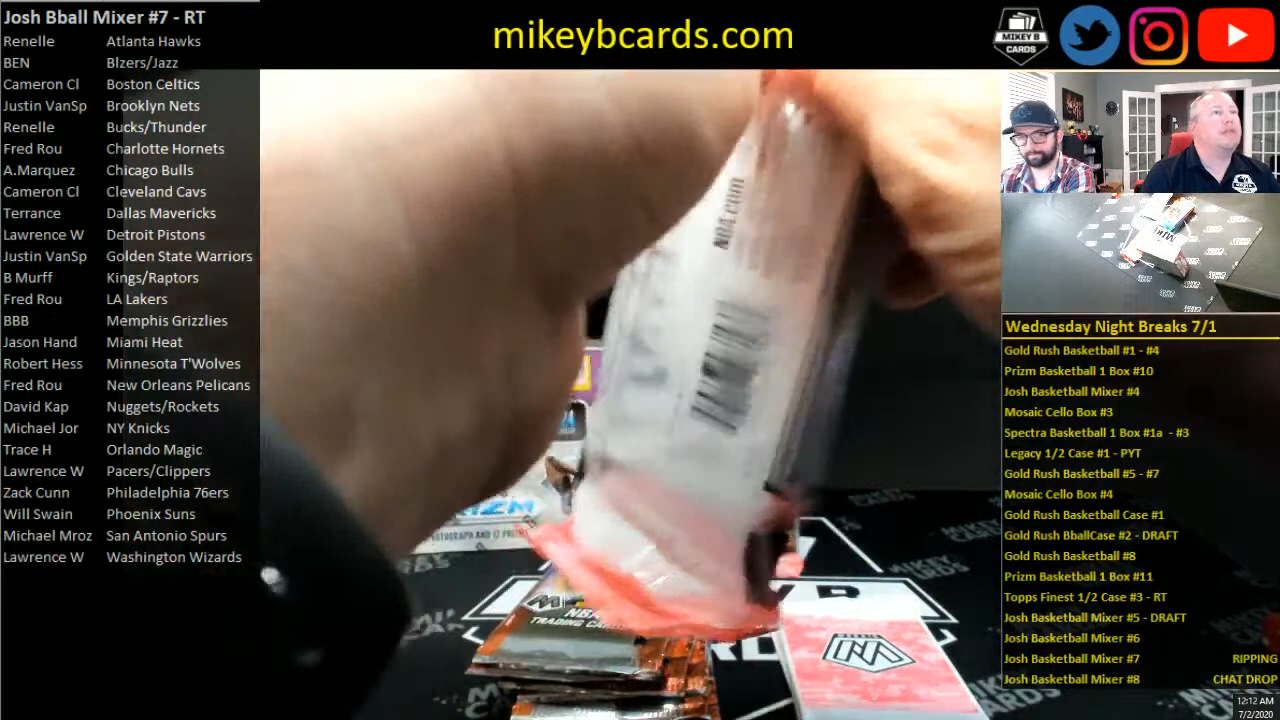 Josh Bball Mixer #7 - RT
Renelle Atlanta Hawks
BEN Blzers/Jazz
Cameron Cl Boston Celtics
Justin VanSp Brooklyn Nets
Renelle Bucks/Thunder
Fred Rou Charlotte Hornets
A.Marquez Chicago Bulls
Cameron Cl Cleveland Cavs
Terrance Dallas Mavericks
Lawrence W Detroit Pistons
Justin VanSp Golden State Warriors
B Murff Kings/Raptors
Fred Rou LA Lakers
BBB Memphis Grizzlies
Jason Hand Miami Heat
Robert Hess Minnesota T'Wolves
Fred Rou New Orleans Pelicans
David Kap Nuggets/Rockets
Michael Jor NY Knicks
Trace H Orlando Magic
Lawrence W Pacers/Clippers
Zack Cunn Philadelphia 76ers
Will Swain Phoenix Suns
Michael Mroz San Antonio Spurs
Lawrence W Washington Wizards
mikeybcards.com
MIKEY B
CARDS
NBA.com
NBA
TRADING CA
Wednesday Night Breaks 7/1
Gold Rush Basketball #1 - #4
Prizm Basketball 1 Box #10
Josh Basketball Mixer #4
Mosaic Cello Box #3
Spectra Basketball 1 Box #1a - #3
Legacy 1/2 Case #1 - PYT
Gold Rush Basketball #5 - #7
Mosaic Cello Box #4
Gold Rush Basketball Case #1
Gold Rush BballCase #2 - DRAFT
Gold Rush Basketball #8
Prizm Basketball 1 Box #11
Topps Finest 1/2 Case #3 - RT
Josh Basketball Mixer #5 - DRAFT
Josh Basketball Mixer #6
Josh Basketball Mixer #7 RIPPING
Josh Basketball Mixer #8 CHAT DROP
12:12 AM
7/2/2020